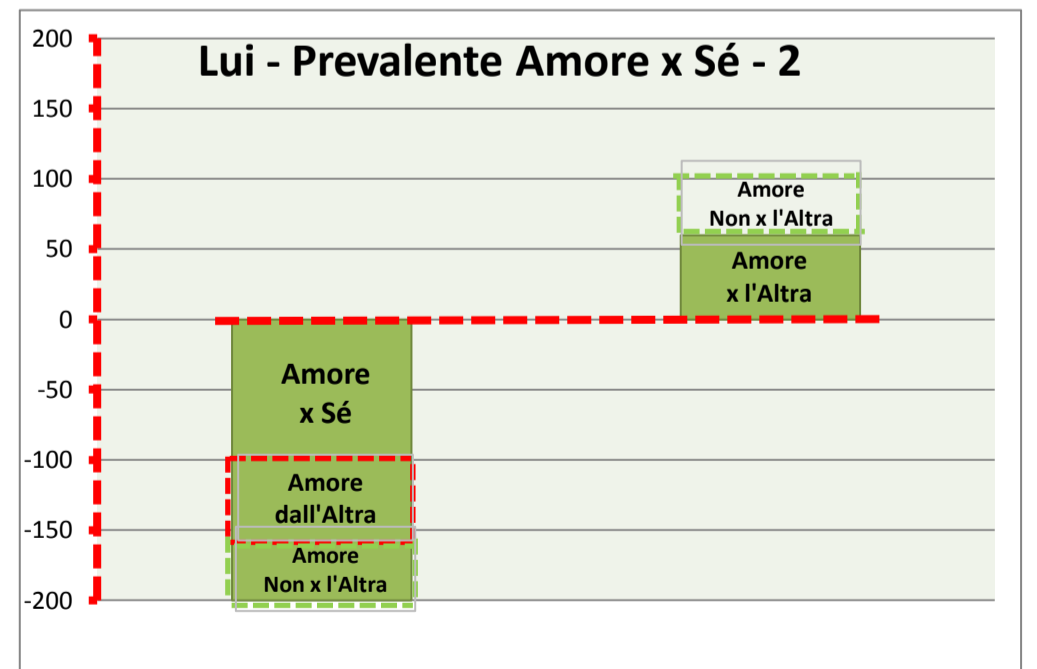 Lui - Prevalente Amore x Sé - 2
200
150
100
50
0
-50
-100
-150
-200
Amore
Non x l'Altra
Amore
x l'Altra
Amore
x Sé
Amore
dall'Altra
Amore
Non x l'Altra